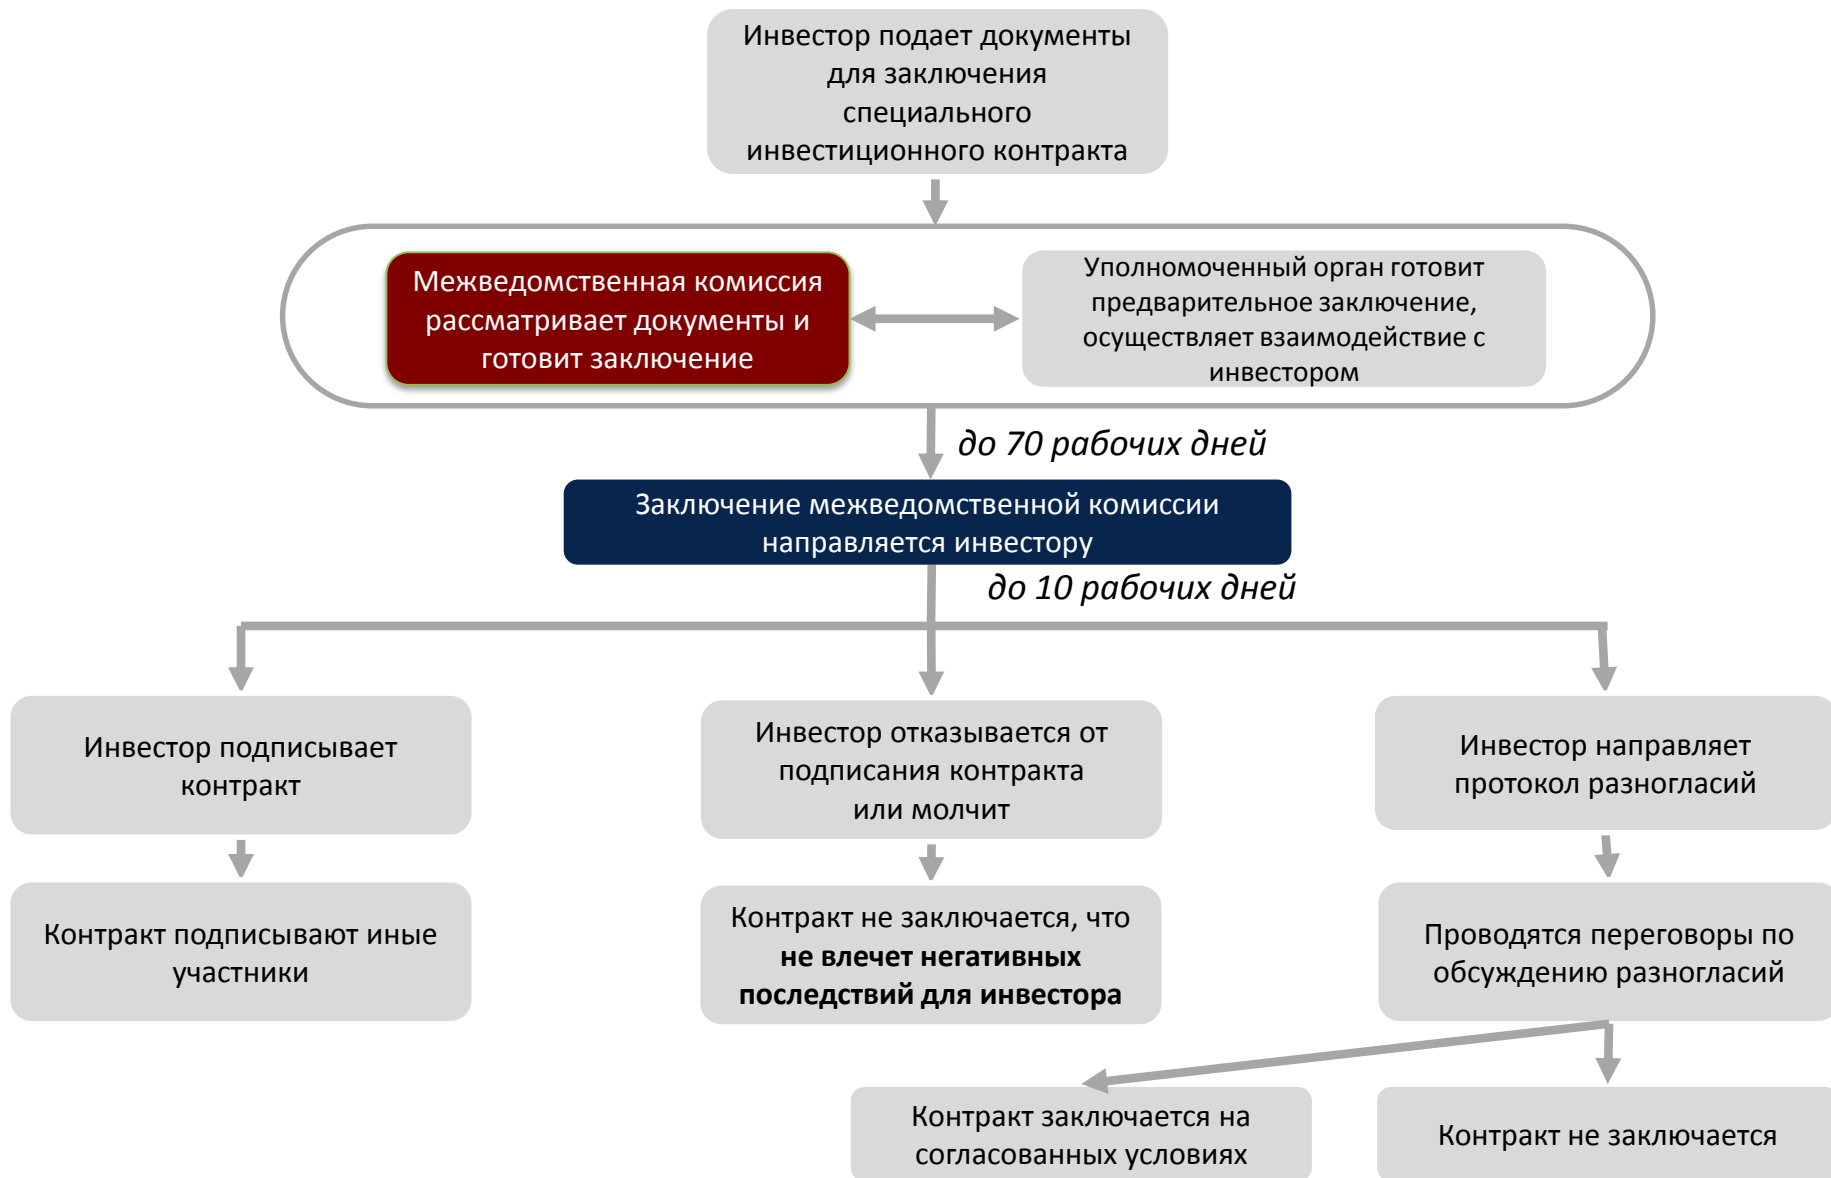 Инвестор подает документы
для заключения
специального
инвестиционного контракта
Межведомственная комиссия
рассматривает документы и
готовит заключение
Уполномоченный орган готовит
предварительное заключение,
осуществляет взаимодействие с
инвестором
до 70 рабочих дней
Заключение межведомственной комиссии
направляется инвестору
до 10 рабочих дней
Инвестор подписывает
контракт
Инвестор отказывается от
подписания контракта
или молчит
Инвестор направляет
протокол разногласий
Контракт подписывают иные
участники
Контракт не заключается, что
не влечет негативных
последствий для инвестора
Проводятся переговоры по
обсуждению разногласий
Контракт заключается на
согласованных условиях
Контракт не заключается